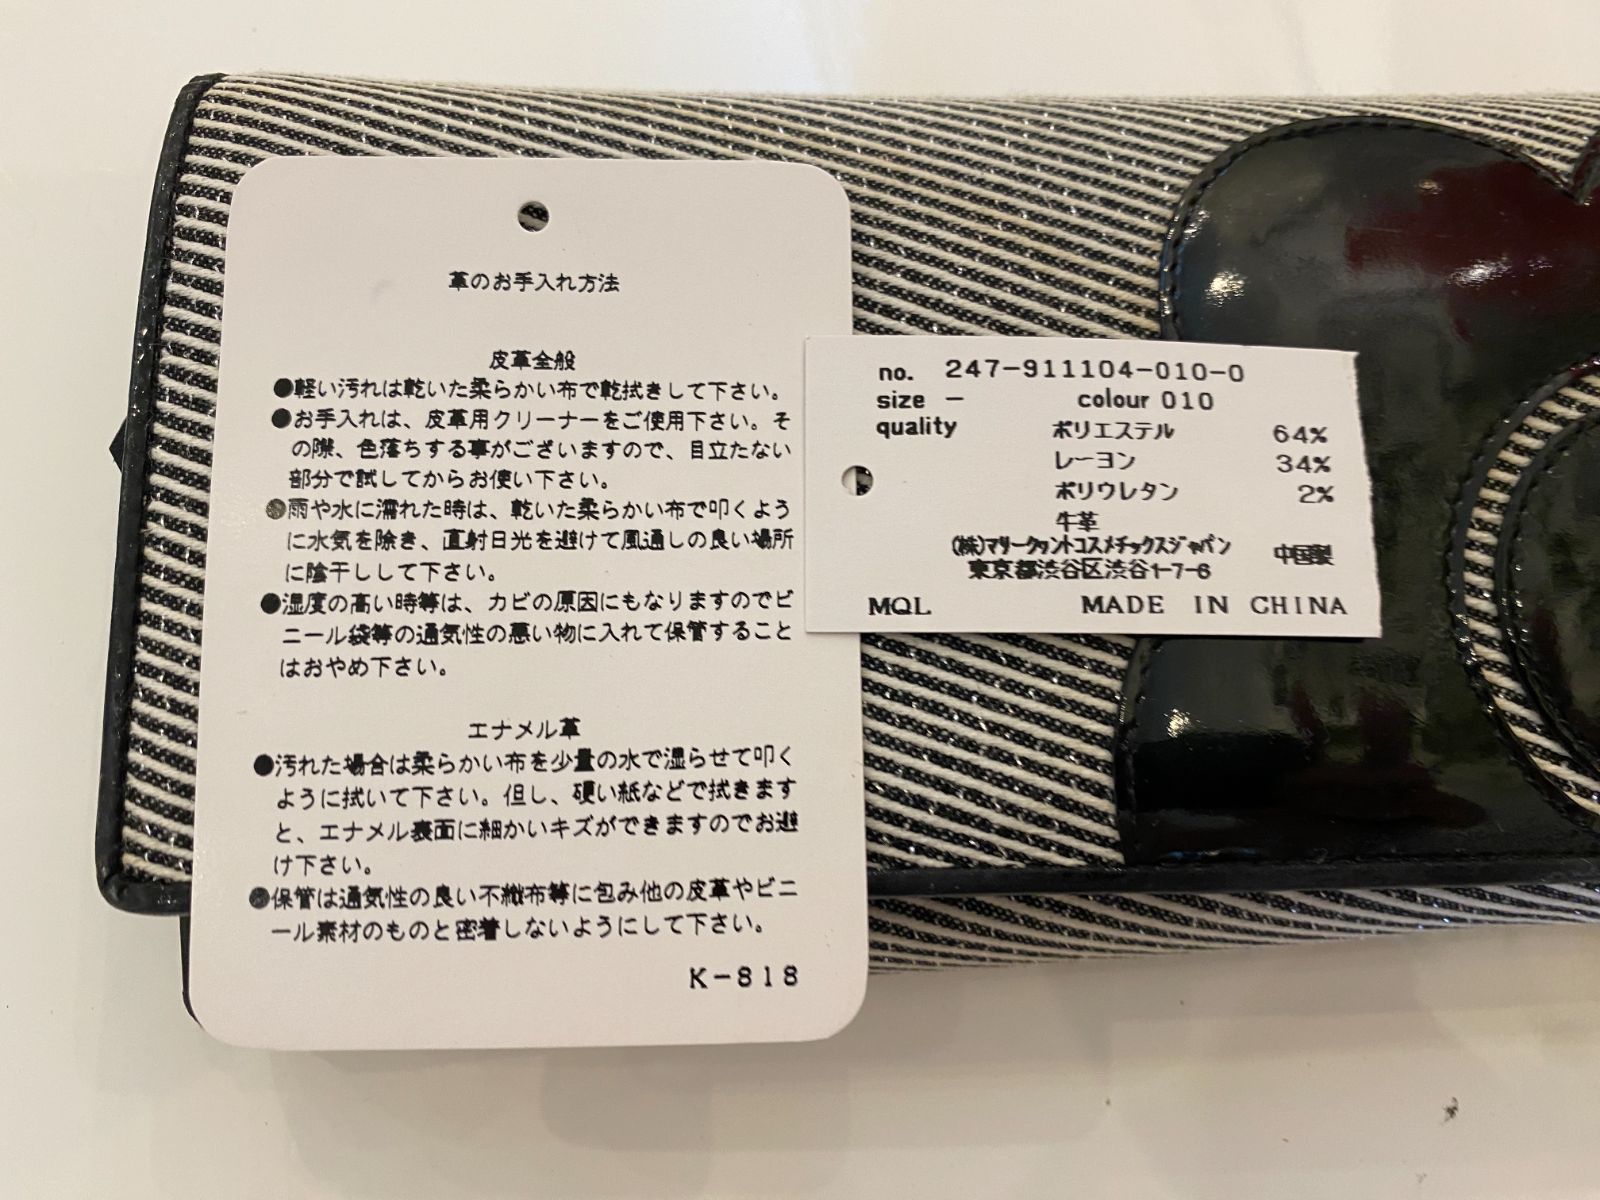 革のお手入れ方法
皮革全般
●軽い汚れは乾いた柔らかい布で乾拭きして下さい。
●お手入れは、皮革用クリーナーをご使用下さい。そ
の際、色落ちする事がございますので、目立たない
部分で試してからお使い下さい。
●雨や水に濡れた時は、乾いた柔らかい布で叩くよう
に水気を除き、直射日光を避けて風通しの良い場所
に陰干しして下さい。
●湿度の高い時等は、カビの原因にもなりますのでビ
ニール袋等の通気性の悪い物に入れて保管すること
はおやめ下さい。
エナメル革
●汚れた場合は柔らかい布を少量の水で湿らせて叩く
ように拭いて下さい。但し、硬い紙などで拭きます
と、エナメル表面に細かいキズができますのでお避
け下さい。
●保管は通気性の良い不織布等に包み他の皮革やビニ
ール素材のものと密着しないようにして下さい。
K-818
no. 247-911104-010-0
size - colour 010
quality ポリエステル 64%
レーヨン 34%
ポリウレタン 2%
牛革
(株)マリークヮントコスメチックスジャパン 中国製
東京都渋谷区渋谷1-7-6
MQL MADE IN CHINA